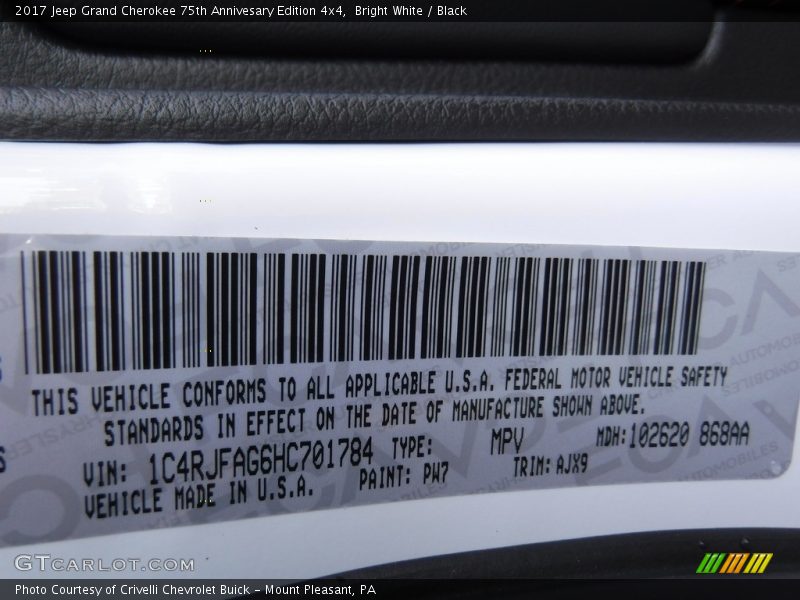 2017 Jeep Grand Cherokee 75th Annivesary Edition 4x4,  Bright White / Black
THIS VEHICLE CONFORMS TO ALL APPLICABLE U.S.A. FEDERAL MOTOR VEHICLE SAFETY
STANDARDS IN EFFECT ON THE DATE OF MANUFACTURE SHOWN ABOVE.
VIN: 1C4RJFAG6HC701784 TYPE: MPV MDH: 102620 868AA
VEHICLE MADE IN U.S.A. PAINT: PW7 TRIM: AJX9
GTCARLOT.COM
Photo Courtesy of Crivelli Chevrolet Buick - Mount Pleasant, PA